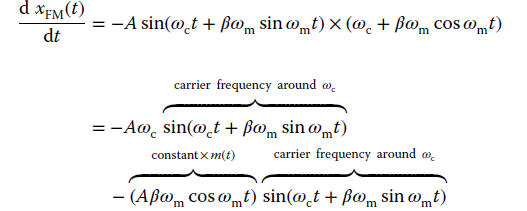 d x_FM(t) / dt = −A sin(ω_c t + βω_m sin ω_m t) × (ω_c + βω_m cos ω_m t)
carrier frequency around ω_c
= −Aω_c sin(ω_c t + βω_m sin ω_m t)
constant × m(t) carrier frequency around ω_c
− (Aβω_m cos ω_m t) sin(ω_c t + βω_m sin ω_m t)